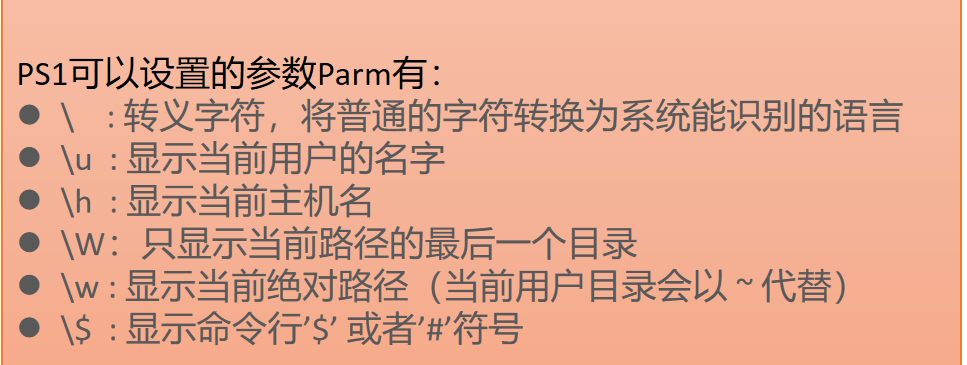 PS1可以设置的参数Parm有：
● \ : 转义字符，将普通的字符转换为系统能识别的语言
● \u : 显示当前用户的名字
● \h : 显示当前主机名
● \W： 只显示当前路径的最后一个目录
● \w : 显示当前绝对路径（当前用户目录会以 ~ 代替）
● \$ : 显示命令行’$’ 或者’#’符号